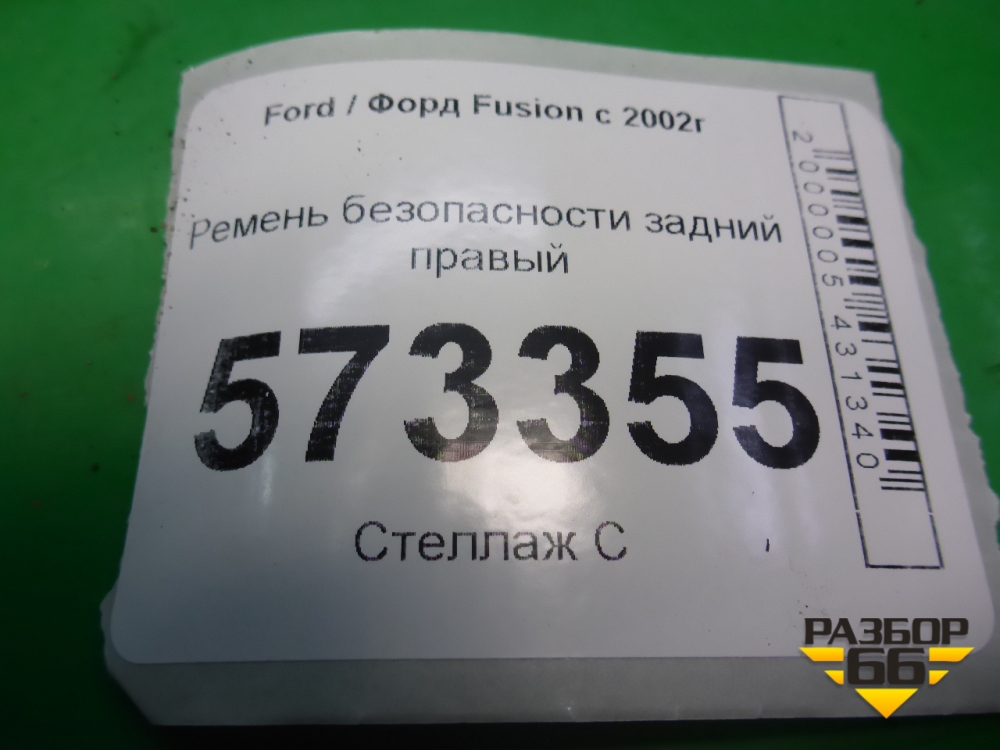 Ford / Форд Fusion с 2002г
Ремень безопасности задний
правый
573355
Стеллаж С
2000005431340
РАЗБОР
66